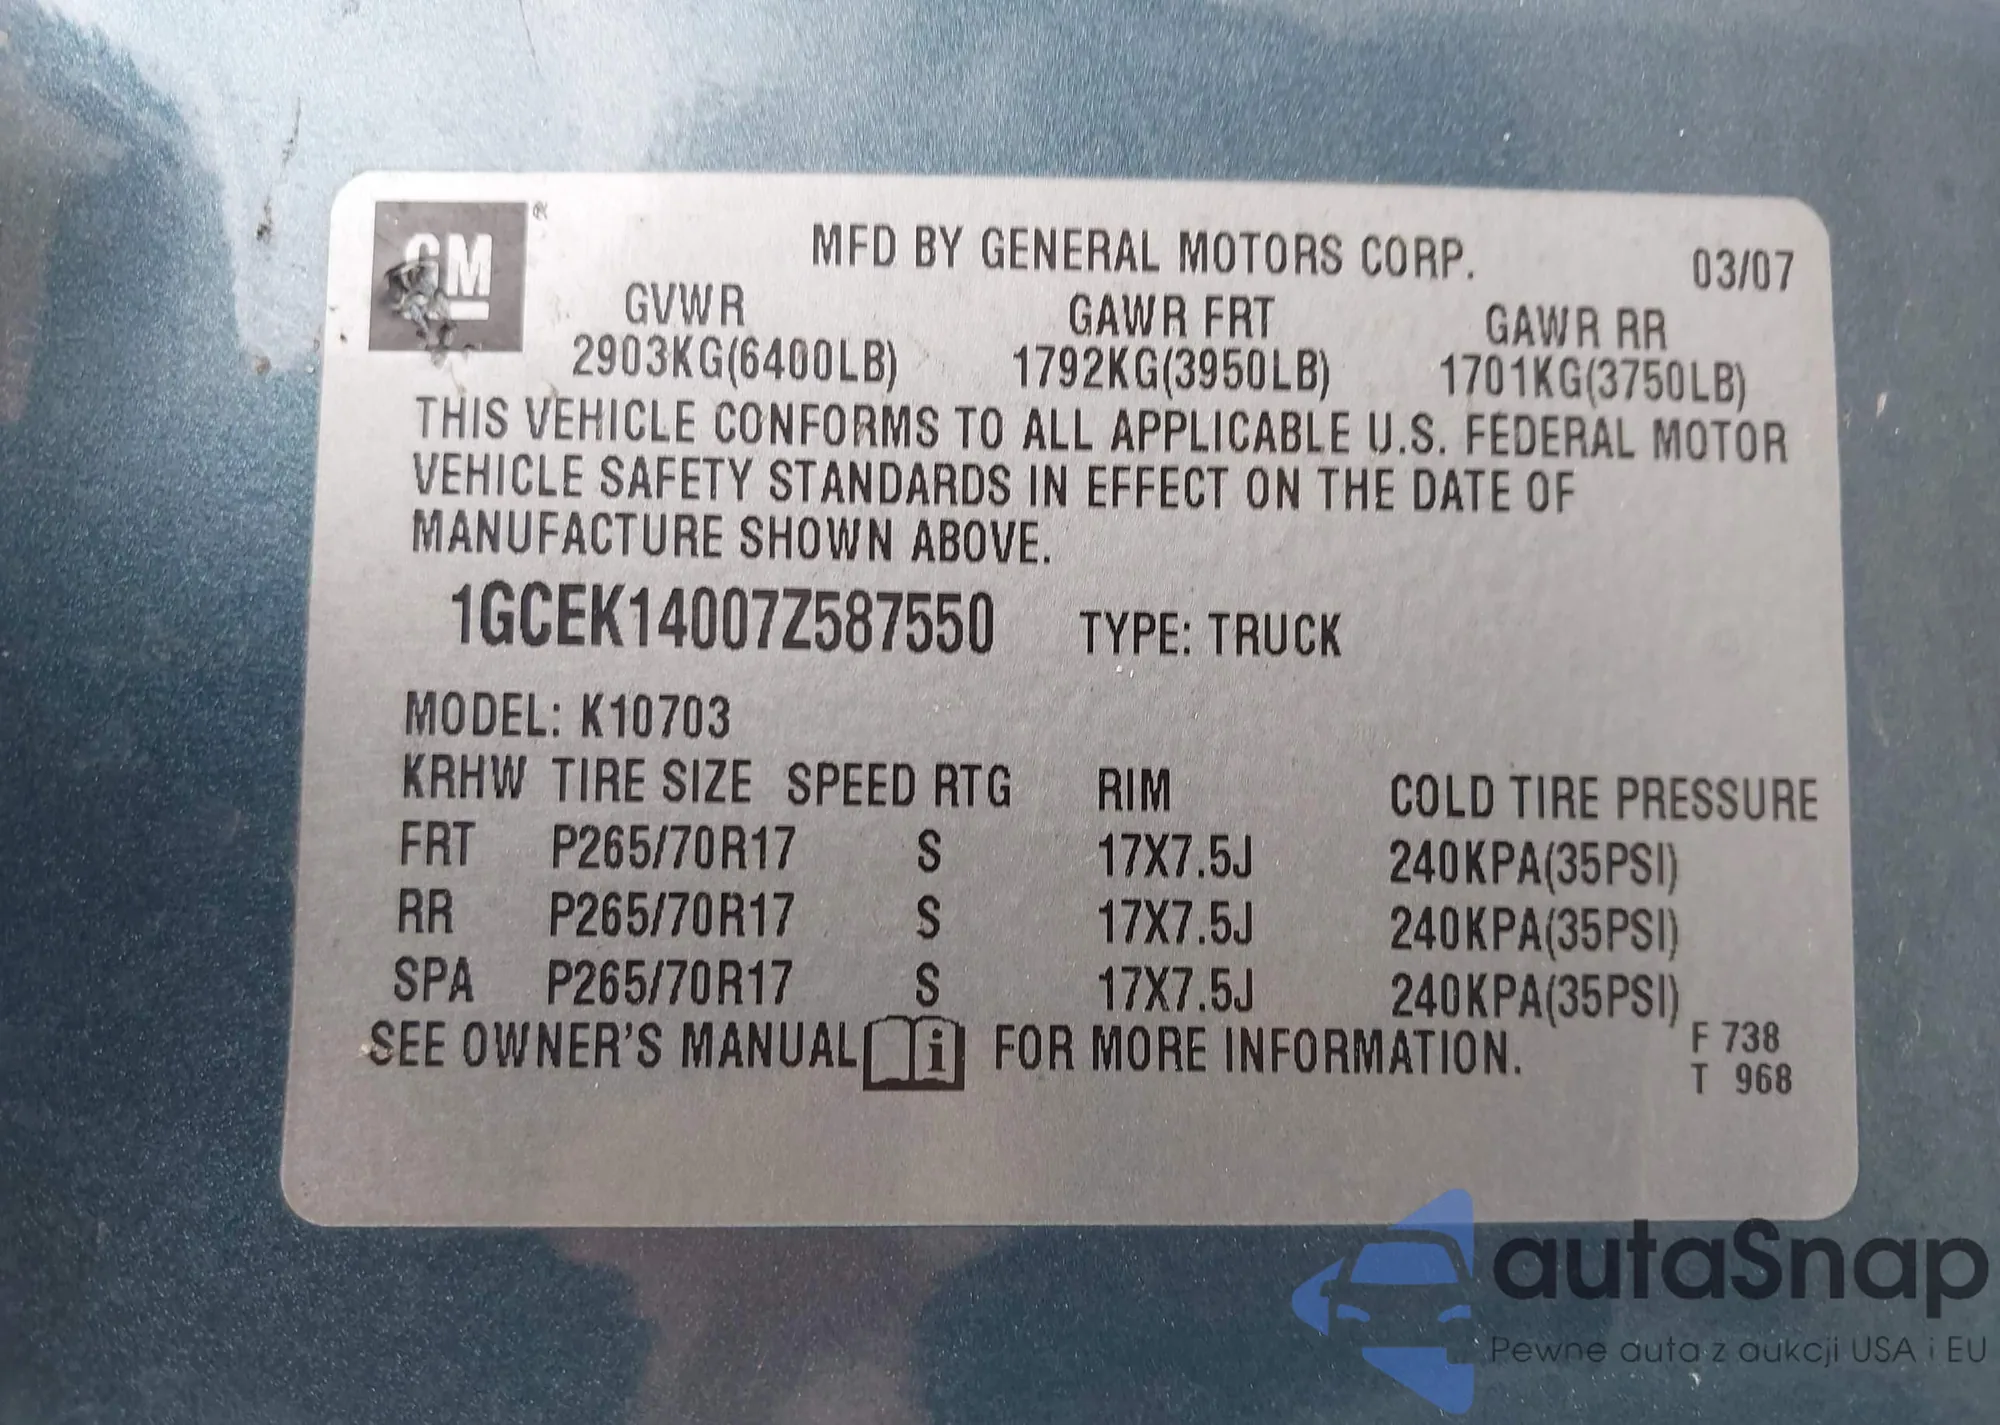 GM ®
MFD BY GENERAL MOTORS CORP. 03/07
GVWR GAWR FRT GAWR RR
2903KG(6400LB) 1792KG(3950LB) 1701KG(3750LB)
THIS VEHICLE CONFORMS TO ALL APPLICABLE U.S. FEDERAL MOTOR
VEHICLE SAFETY STANDARDS IN EFFECT ON THE DATE OF
MANUFACTURE SHOWN ABOVE.
1GCEK14007Z587550 TYPE: TRUCK
MODEL: K10703
KRHW TIRE SIZE SPEED RTG RIM COLD TIRE PRESSURE
FRT P265/70R17 S 17X7.5J 240KPA(35PSI)
RR P265/70R17 S 17X7.5J 240KPA(35PSI)
SPA P265/70R17 S 17X7.5J 240KPA(35PSI)
SEE OWNER'S MANUAL i FOR MORE INFORMATION.
F 738
T 968
autaSnap
Pewne auta z aukcji USA i EU